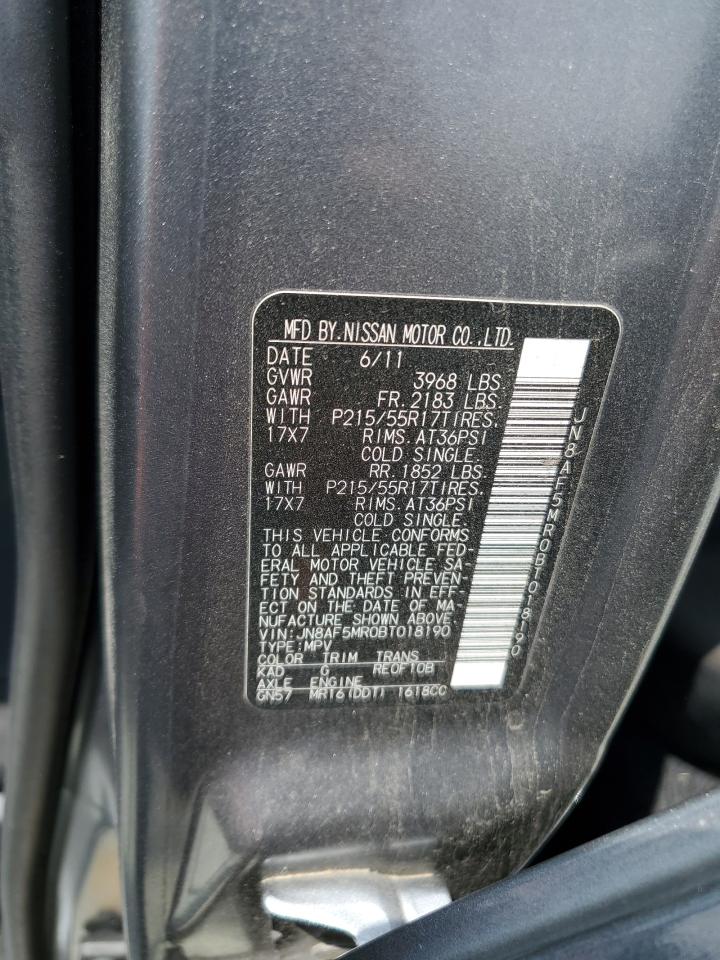 MFD BY.NISSAN MOTOR CO.,LTD.
DATE 6/11
GVWR 3968 LBS.
GAWR FR.2183 LBS.
WITH P215/55R17TIRES.
17X7 RIMS.AT36PSI
COLD SINGLE.
GAWR RR.1852 LBS.
WITH P215/55R17TIRES.
17X7 RIMS.AT36PSI
COLD SINGLE.
THIS VEHICLE CONFORMS
TO ALL APPLICABLE FED-
ERAL MOTOR VEHICLE SA-
FETY AND THEFT PREVEN-
TION STANDARDS IN EFF-
ECT ON THE DATE OF MA-
NUFACTURE SHOWN ABOVE.
VIN:JN8AF5MR0BT018190
TYPE:MPV
COLOR TRIM TRANS
KAD G RE0F10B
AXLE ENGINE
GN57 MR16(DDT) 1618CC
JN8AF5MR0BT018190